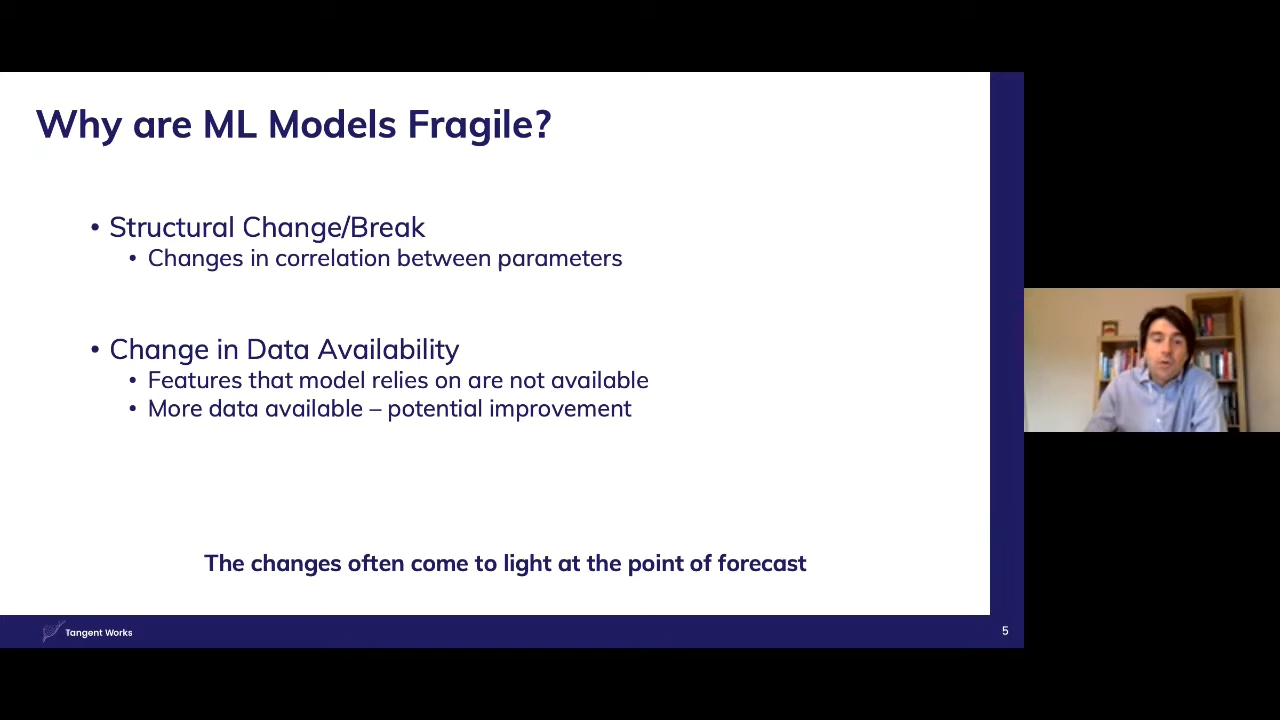 Why are ML Models Fragile?
• Structural Change/Break
• Changes in correlation between parameters
• Change in Data Availability
• Features that model relies on are not available
• More data available – potential improvement
The changes often come to light at the point of forecast
Tangent Works
5